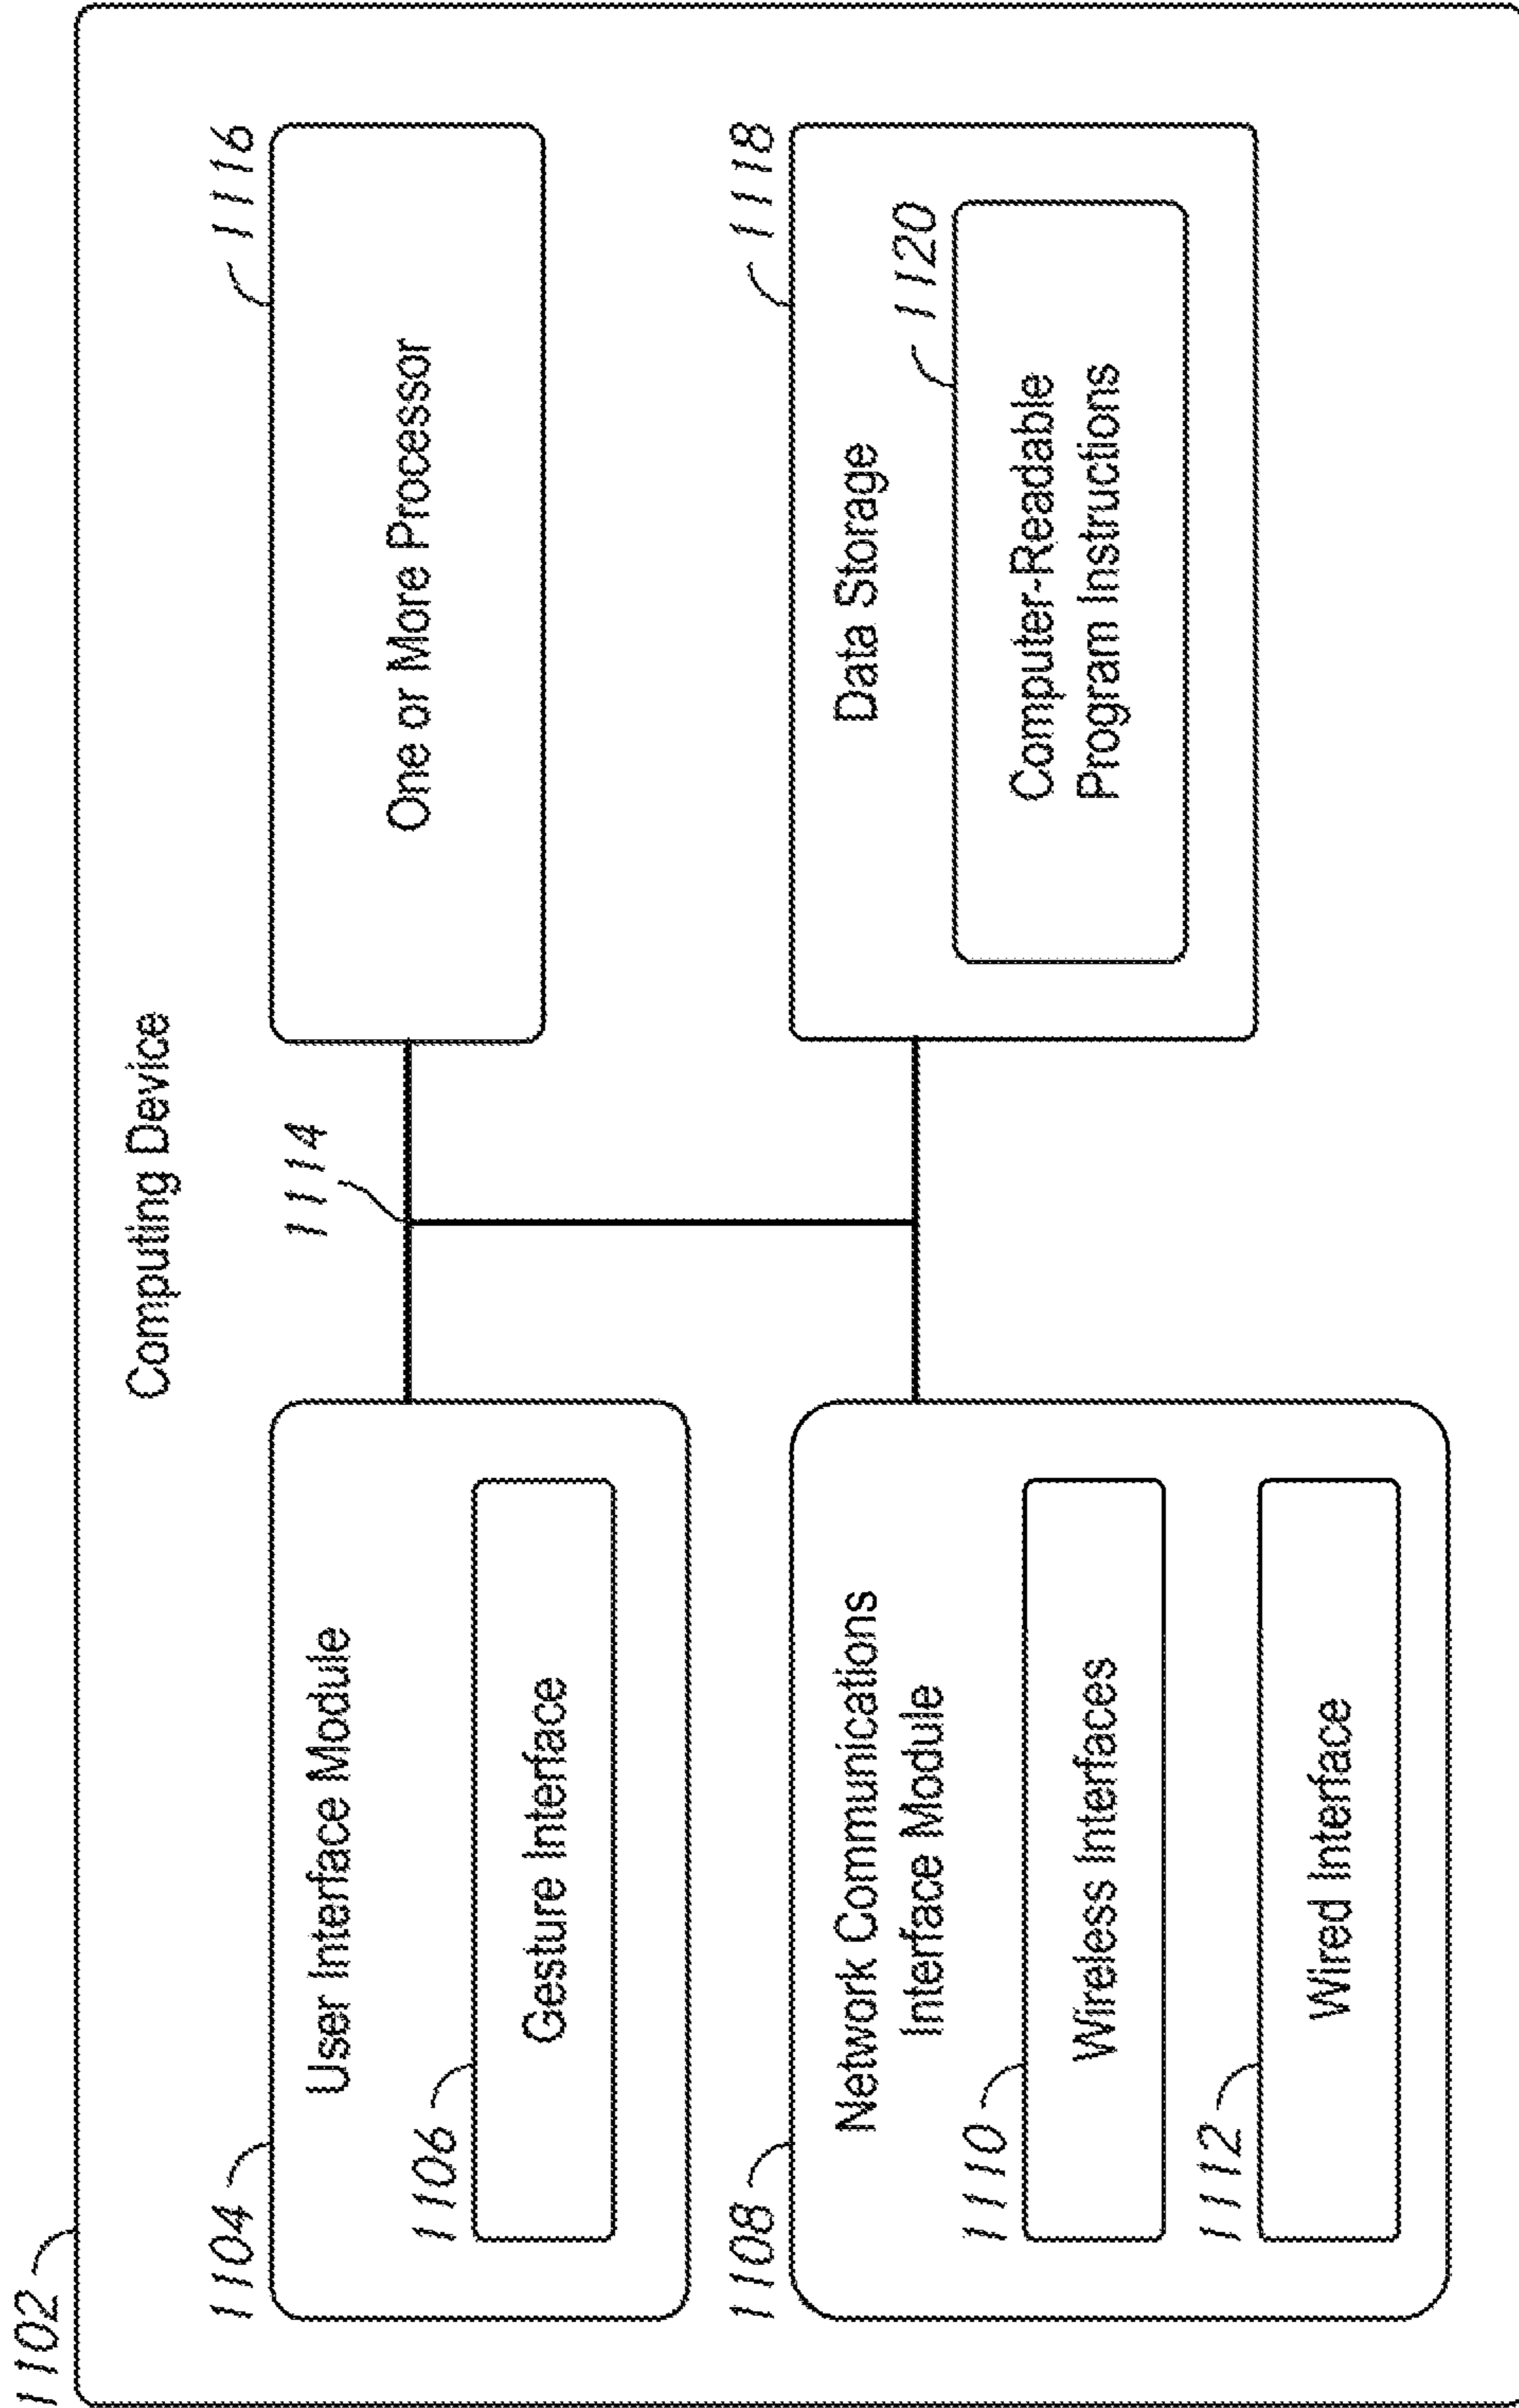 1102
Computing Device
1104
User Interface Module
1106
Gesture Interface
1108
Network Communications
Interface Module
1110
Wireless Interfaces
1112
Wired Interface
1114
1116
One or More Processor
1118
Data Storage
1120
Computer-Readable
Program Instructions